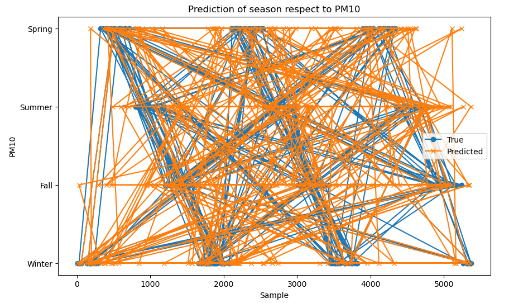 Prediction of season respect to PM10
Spring
Summer
Fall
Winter
PM10
True
Predicted
0
1000
2000
3000
4000
5000
Sample